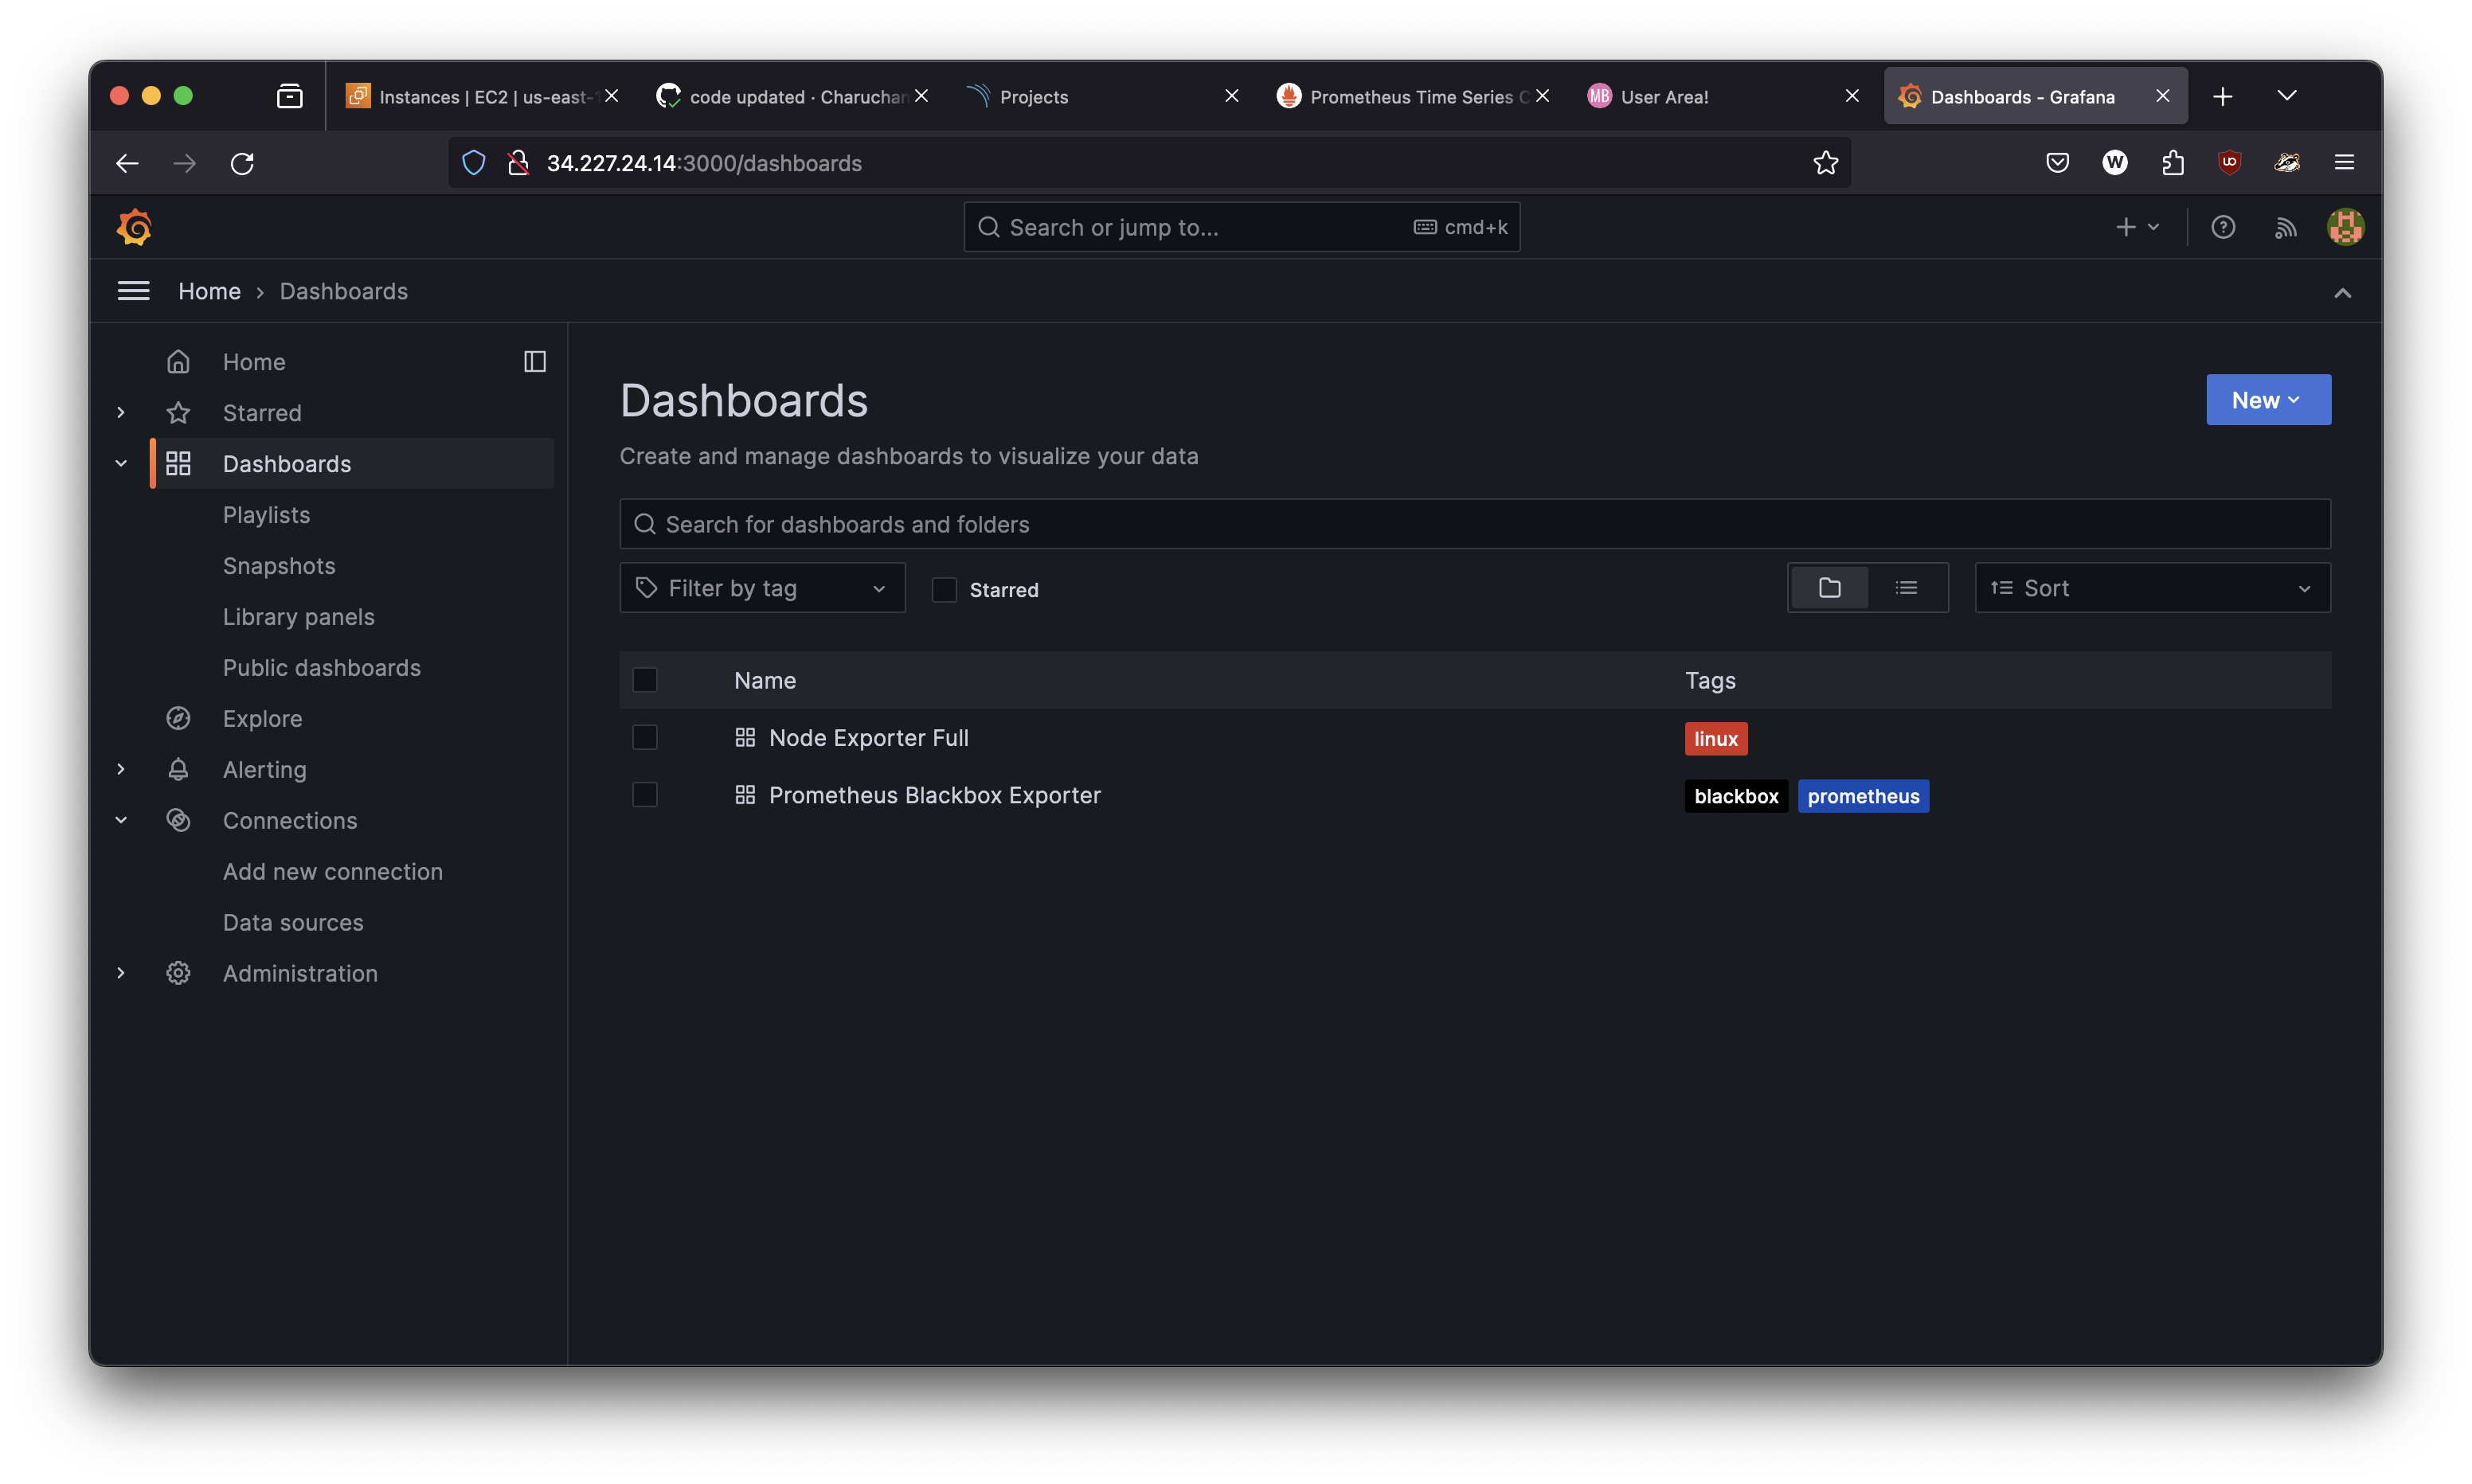 Instances | EC2 | us-east-1
code updated · Charuchan
Projects
Prometheus Time Series C
MB User Area!
Dashboards - Grafana
34.227.24.14:3000/dashboards
W
uo
Search or jump to...
cmd+k
Home › Dashboards
Home
Starred
Dashboards
Playlists
Snapshots
Library panels
Public dashboards
Explore
Alerting
Connections
Add new connection
Data sources
Administration
Dashboards
New
Create and manage dashboards to visualize your data
Search for dashboards and folders
Filter by tag
Starred
Sort
Name Tags
Node Exporter Full linux
Prometheus Blackbox Exporter blackbox prometheus